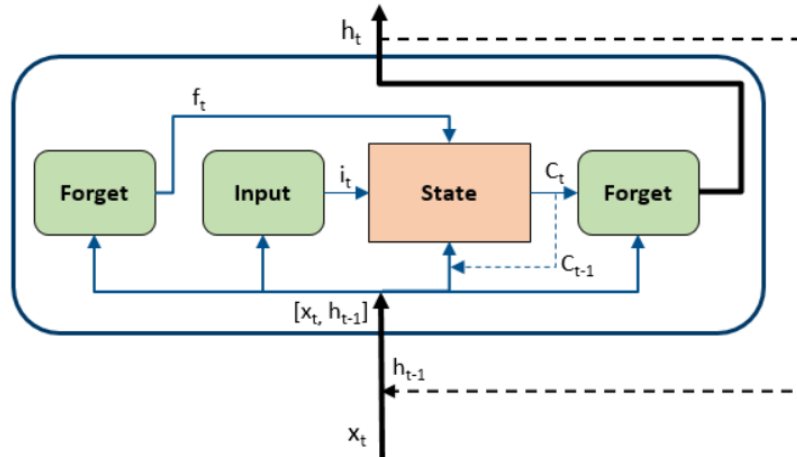 hₜ
fₜ
Forget
Input
iₜ
State
Cₜ
Forget
Cₜ₋₁
[xₜ, hₜ₋₁]
hₜ₋₁
xₜ